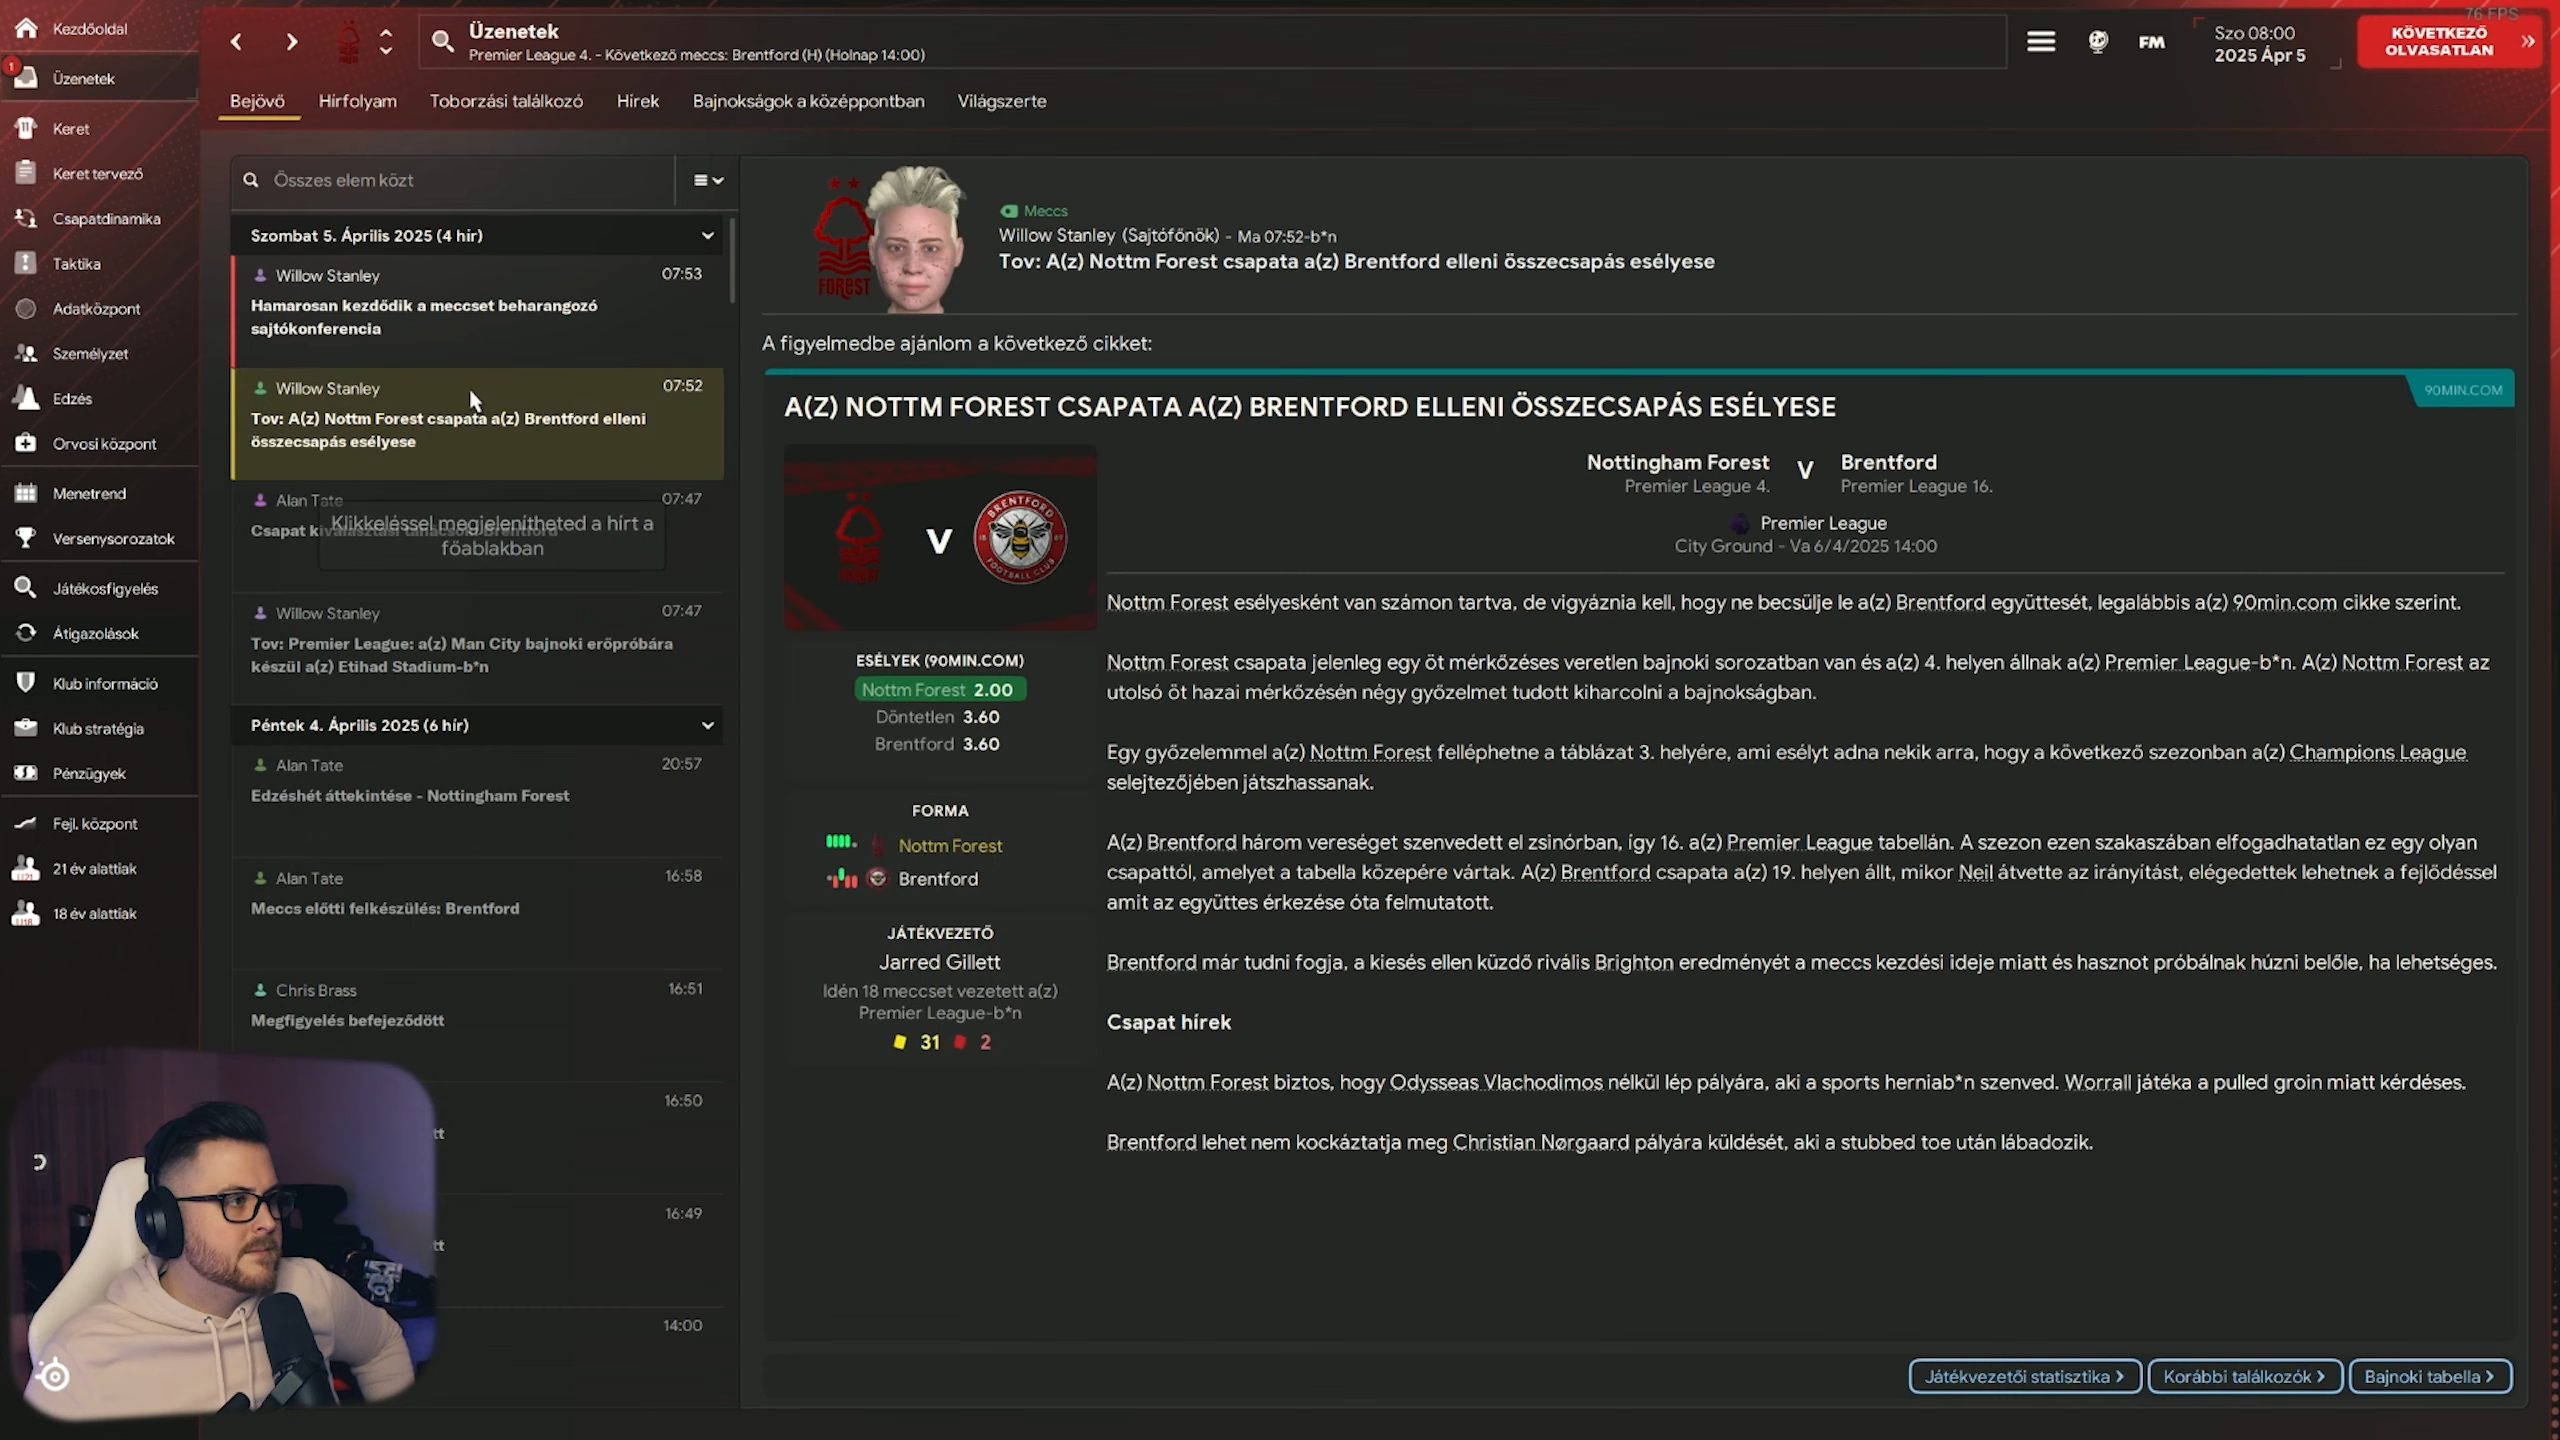 76 FPS
Kezdőoldal
1
Üzenetek
Keret
Keret tervező
Csapatdinamika
Taktika
Adatközpont
Személyzet
Edzés
Orvosi központ
Menetrend
Versenysorozatok
Játékosfigyelés
Átigazolások
Klub információ
Klub stratégia
Pénzügyek
Fejl. központ
U21
21 év alattiak
U18
18 év alattiak
Üzenetek
Premier League 4. - Következő meccs: Brentford (H) (Holnap 14:00)
FM
Szo 08:00
2025 Ápr 5
KÖVETKEZŐ
OLVASATLAN
Bejövő
Hírfolyam
Toborzási találkozó
Hírek
Bajnokságok a középpontban
Világszerte
Összes elem közt
Szombat 5. Április 2025 (4 hír)
Willow Stanley
07:53
Hamarosan kezdődik a meccset beharangozó
sajtókonferencia
Willow Stanley
07:52
Tov: A(z) Nottm Forest csapata a(z) Brentford elleni
összecsapás esélyese
Alan Tate
07:47
Csapat kiválasztási tanácsok: Brentford
Klikkeléssel megjelenítheted a hírt a
főablakban
Willow Stanley
07:47
Tov: Premier League: a(z) Man City bajnoki erőpróbára
készül a(z) Etihad Stadium-b*n
Péntek 4. Április 2025 (6 hír)
Alan Tate
20:57
Edzéshét áttekintése - Nottingham Forest
Alan Tate
16:58
Meccs előtti felkészülés: Brentford
Chris Brass
16:51
Megfigyelés befejeződött
16:50
tt
16:49
tt
14:00
FOREST
Meccs
Willow Stanley (Sajtófőnök) - Ma 07:52-b*n
Tov: A(z) Nottm Forest csapata a(z) Brentford elleni összecsapás esélyese
A figyelmedbe ajánlom a következő cikket:
90MIN.COM
A(Z) NOTTM FOREST CSAPATA A(Z) BRENTFORD ELLENI ÖSSZECSAPÁS ESÉLYESE
V
BRENTFORD
FOOTBALL CLUB
Nottingham Forest
Premier League 4.
V
Brentford
Premier League 16.
Premier League
City Ground - Va 6/4/2025 14:00
ESÉLYEK (90MIN.COM)
Nottm Forest 2.00
Döntetlen 3.60
Brentford 3.60
FORMA
Nottm Forest
Brentford
JÁTÉKVEZETŐ
Jarred Gillett
Idén 18 meccset vezetett a(z)
Premier League-b*n
31
2
Nottm Forest esélyesként van számon tartva, de vigyáznia kell, hogy ne becsülje le a(z) Brentford együttesét, legalábbis a(z) 90min.com cikke szerint.
Nottm Forest csapata jelenleg egy öt mérkőzéses veretlen bajnoki sorozatban van és a(z) 4. helyen állnak a(z) Premier League-b*n. A(z) Nottm Forest az
utolsó öt hazai mérkőzésén négy győzelmet tudott kiharcolni a bajnokságban.
Egy győzelemmel a(z) Nottm Forest felléphetne a táblázat 3. helyére, ami esélyt adna nekik arra, hogy a következő szezonban a(z) Champions League
selejtezőjében játszhassanak.
A(z) Brentford három vereséget szenvedett el zsinórban, így 16. a(z) Premier League tabellán. A szezon ezen szakaszában elfogadhatatlan ez egy olyan
csapattól, amelyet a tabella közepére vártak. A(z) Brentford csapata a(z) 19. helyen állt, mikor Neil átvette az irányítást, elégedettek lehetnek a fejlődéssel
amit az együttes érkezése óta felmutatott.
Brentford már tudni fogja, a kiesés ellen küzdő rivális Brighton eredményét a meccs kezdési ideje miatt és hasznot próbálnak húzni belőle, ha lehetséges.
Csapat hírek
A(z) Nottm Forest biztos, hogy Odysseas Vlachodimos nélkül lép pályára, aki a sports herniab*n szenved. Worrall játéka a pulled groin miatt kérdéses.
Brentford lehet nem kockáztatja meg Christian Nørgaard pályára küldését, aki a stubbed toe után lábadozik.
Játékvezetői statisztika
Korábbi találkozók
Bajnoki tabella